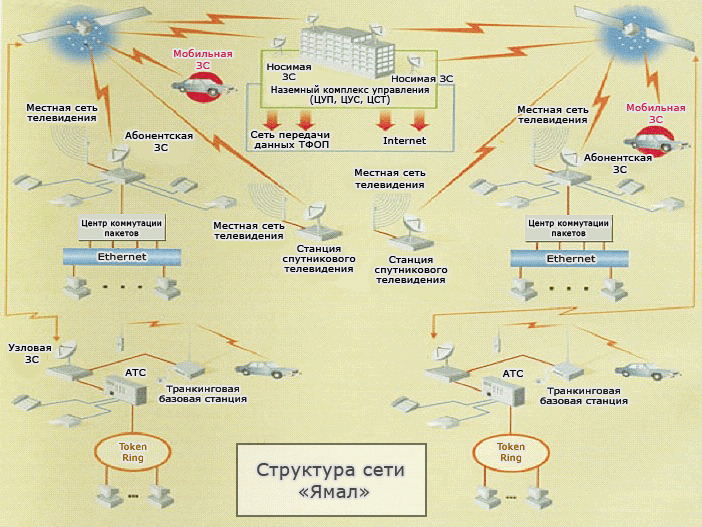 Мобильная
ЗС
Носимая
ЗС
Носимая ЗС
Наземный комплекс управления
(ЦУП, ЦУС, ЦСТ)
Местная сеть
телевидения
Местная сеть
телевидения
Мобильная
ЗС
Абонентская
ЗС
Сеть передачи
данных ТФОП
Internet
Абонентская
ЗС
Местная сеть
телевидения
Местная сеть
телевидения
Центр коммутации
пакетов
Центр коммутации
пакетов
Ethernet
Станция
спутникового
телевидения
Станция
спутникового
телевидения
Ethernet
Узловая
ЗС
АТС
Транкинговая
базовая станция
АТС
Транкинговая
базовая станция
Token
Ring
Token
Ring
Структура сети
«Ямал»